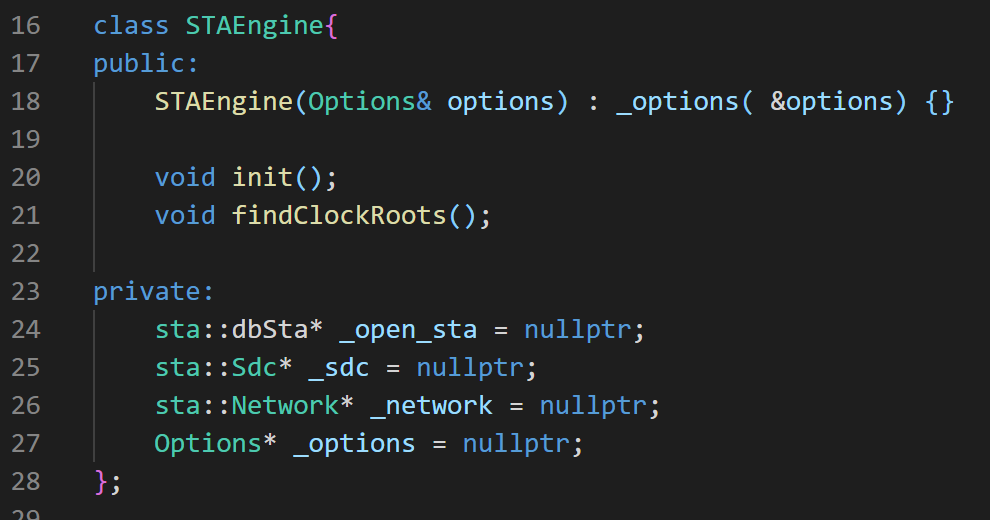 16 class STAEngine{
17 public:
18 STAEngine(Options& options) : _options( &options) {}
19
20 void init();
21 void findClockRoots();
22
23 private:
24 sta::dbSta* _open_sta = nullptr;
25 sta::Sdc* _sdc = nullptr;
26 sta::Network* _network = nullptr;
27 Options* _options = nullptr;
28 };
29